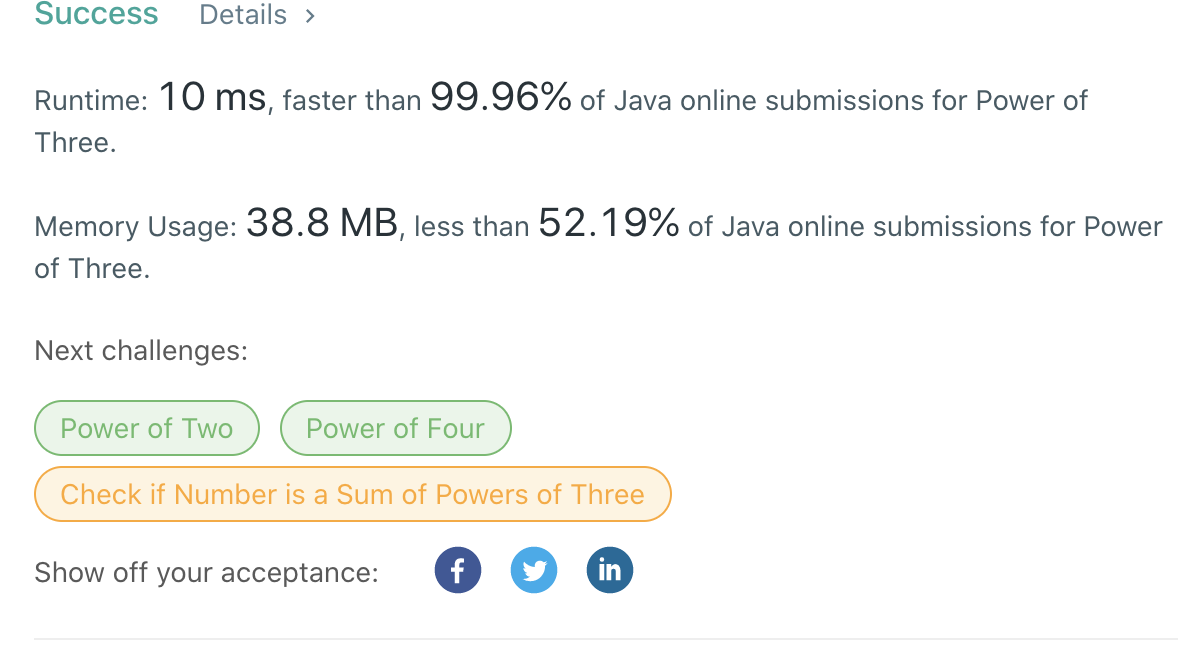 Success Details >
Runtime: 10 ms, faster than 99.96% of Java online submissions for Power of
Three.
Memory Usage: 38.8 MB, less than 52.19% of Java online submissions for Power
of Three.
Next challenges:
Power of Two Power of Four
Check if Number is a Sum of Powers of Three
Show off your acceptance: f in